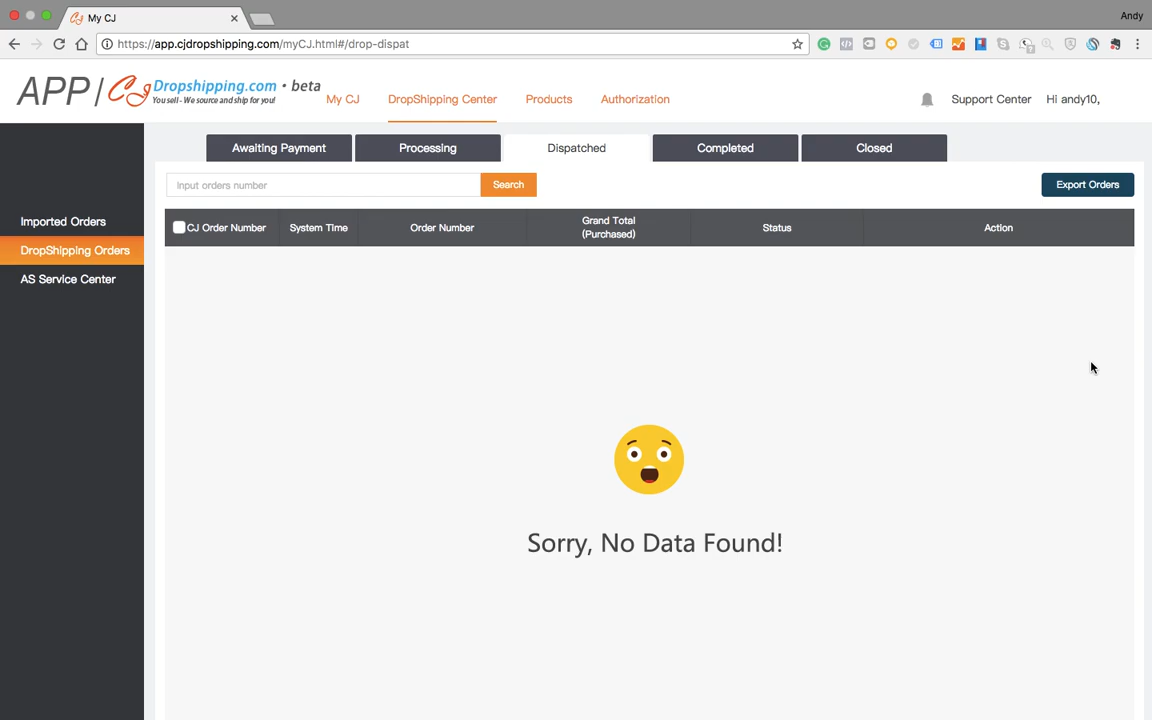 My CJ
Andy
https://app.cjdropshipping.com/myCJ.html#/drop-dispat
APP / CJ Dropshipping.com • beta
You sell - We source and ship for you!
My CJ
DropShipping Center
Products
Authorization
Support Center
Hi andy10,
Awaiting Payment
Processing
Dispatched
Completed
Closed
Input orders number
Search
Export Orders
Imported Orders
DropShipping Orders
AS Service Center
CJ Order Number
System Time
Order Number
Grand Total
(Purchased)
Status
Action
Sorry, No Data Found!